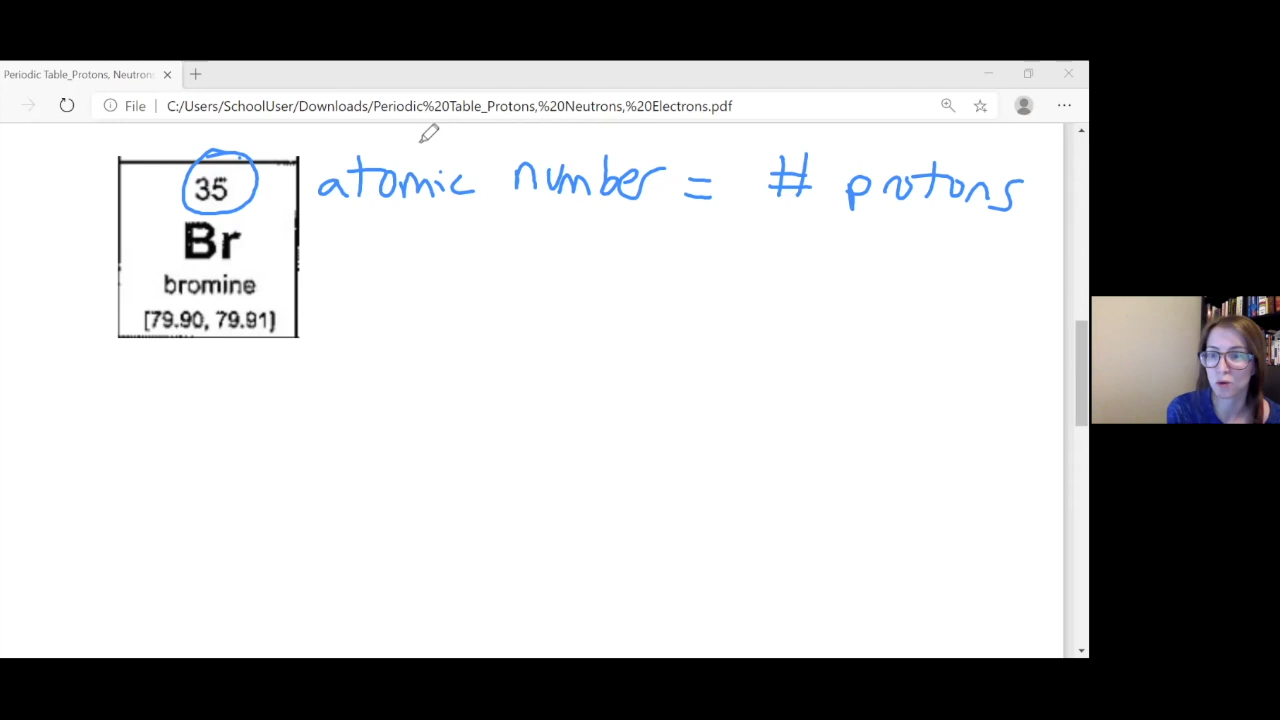 Periodic Table_Protons, Neutron
File | C:/Users/SchoolUser/Downloads/Periodic%20Table_Protons,%20Neutrons,%20Electrons.pdf
35 atomic number = # protons
Br
bromine
[79.90, 79.91]